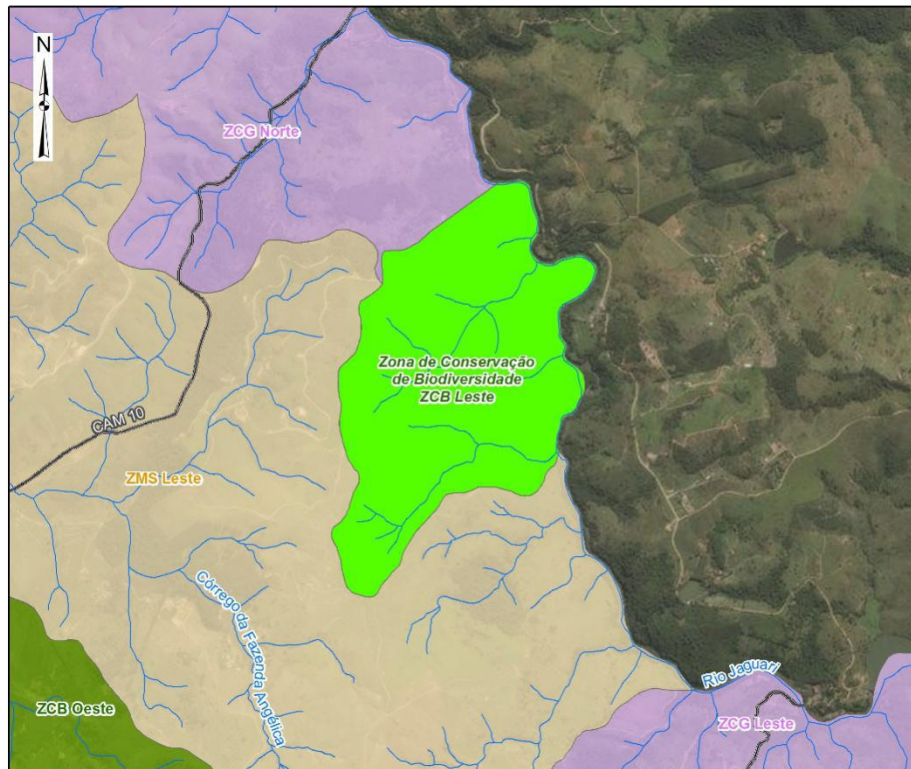 N
ZCG Norte
Zona de Conservação
de Biodiversidade
ZCB Leste
CAM 10
ZMS Leste
Córrego da Fazenda Angélica
Rio Jaguarí
ZCB Oeste
ZCG Leste